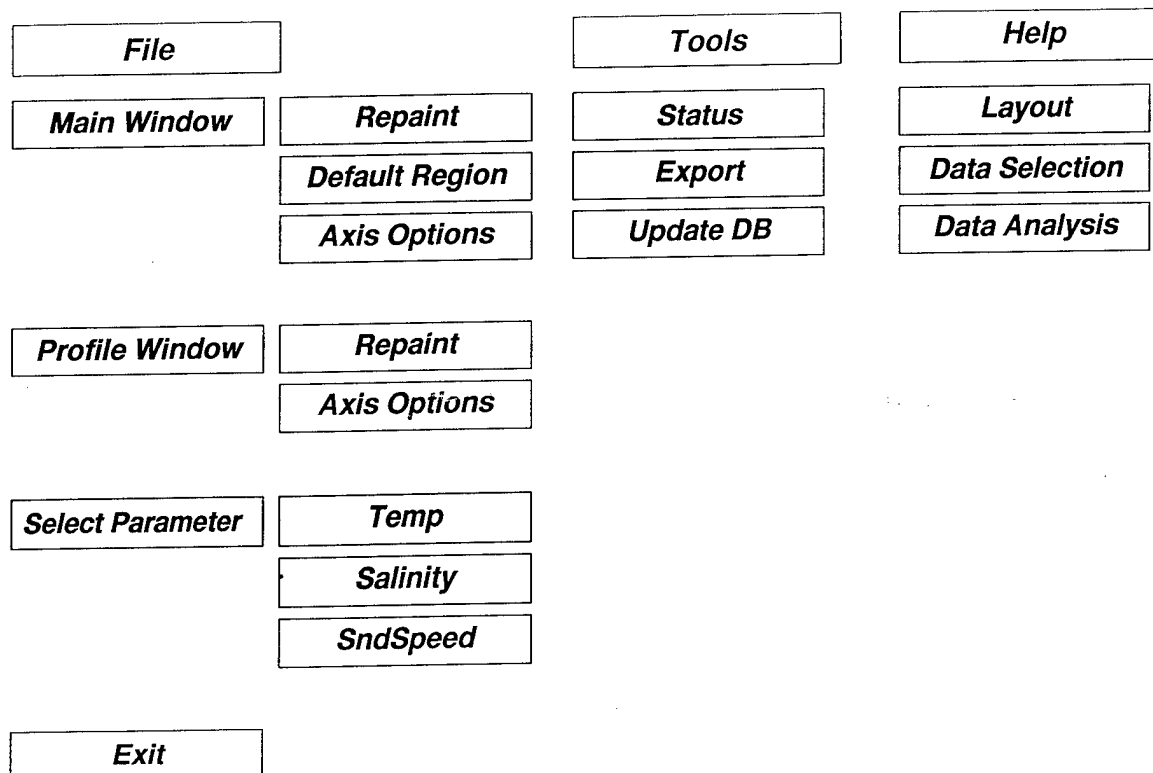 File
Tools
Help
Main Window
Repaint
Status
Layout
Default Region
Export
Data Selection
Axis Options
Update DB
Data Analysis
Profile Window
Repaint
Axis Options
Select Parameter
Temp
Salinity
SndSpeed
Exit